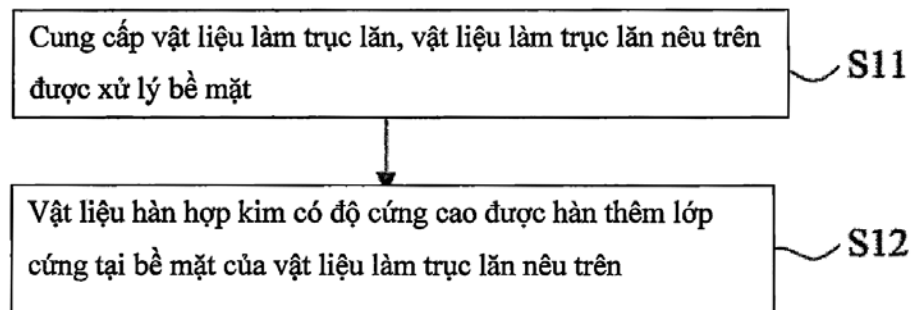 Cung cấp vật liệu làm trục lăn, vật liệu làm trục lăn nêu trên
được xử lý bề mặt
S11
Vật liệu hàn hợp kim có độ cứng cao được hàn thêm lớp
cứng tại bề mặt của vật liệu làm trục lăn nêu trên
S12